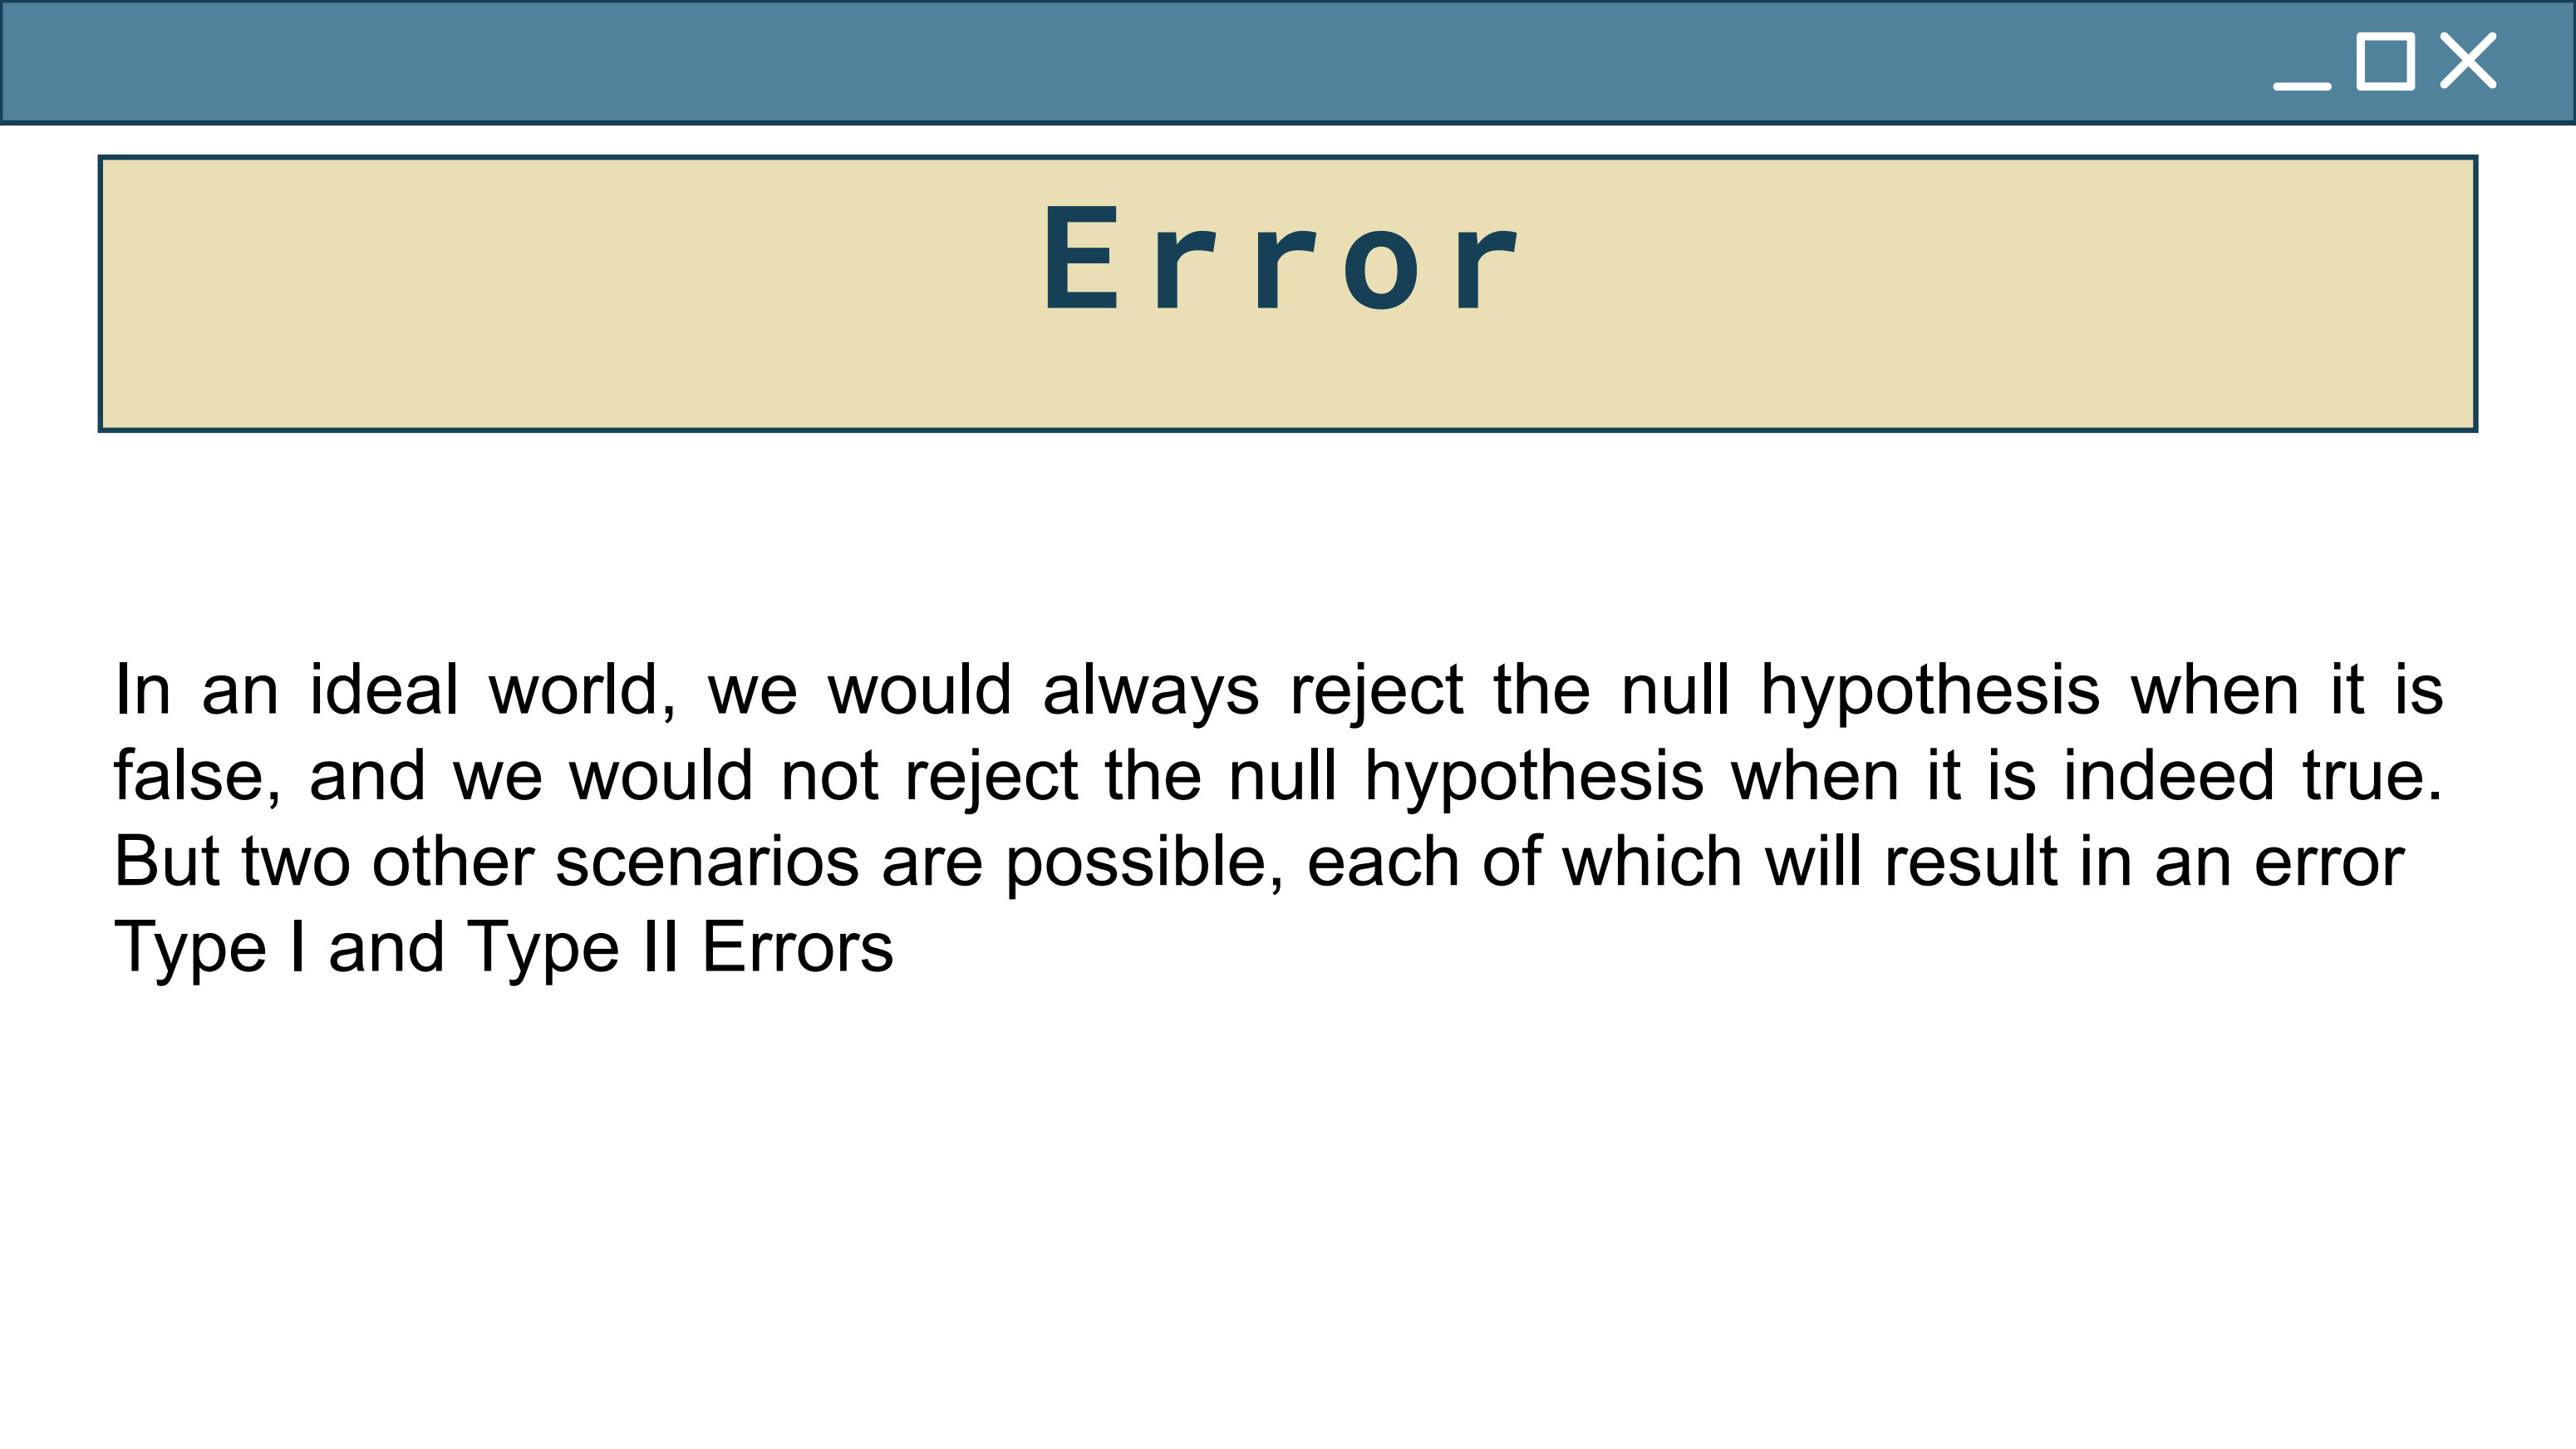 Error
In an ideal world, we would always reject the null hypothesis when it is
false, and we would not reject the null hypothesis when it is indeed true.
But two other scenarios are possible, each of which will result in an error
Type I and Type II Errors